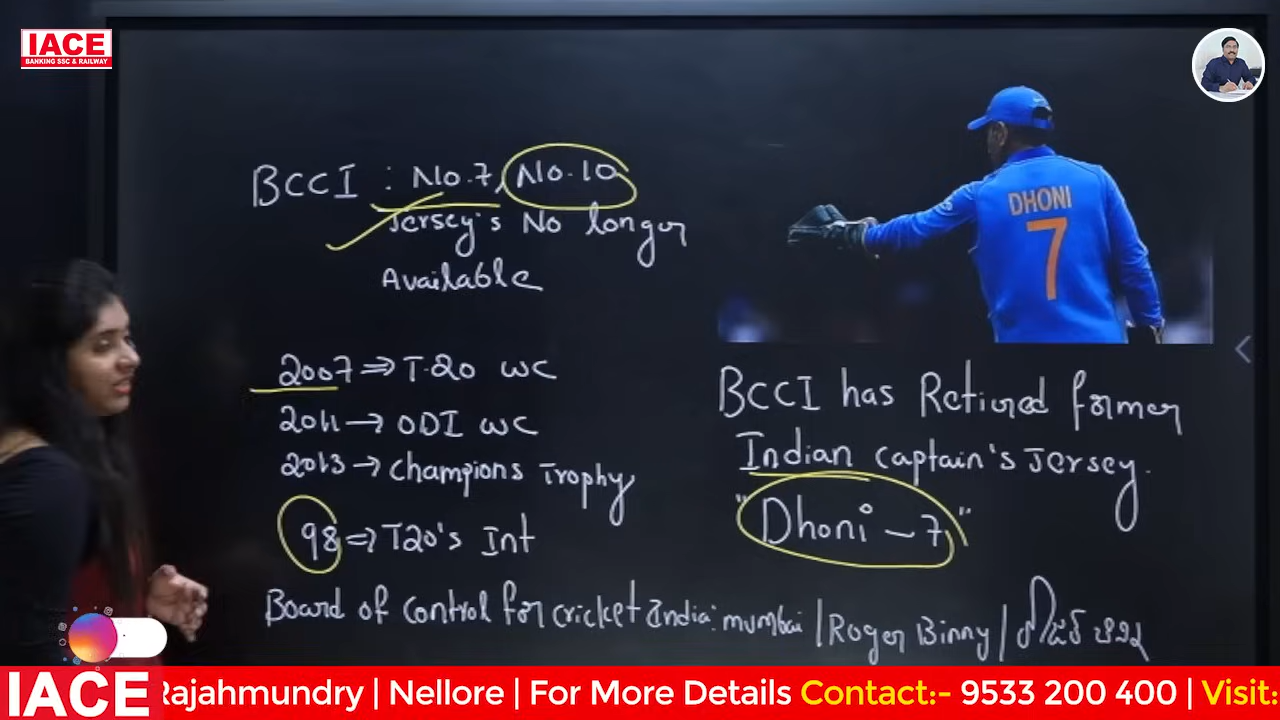 IACE
BANKING SSC & RAILWAY
BCCI : No.7, No.10
Jersey's No longer
Available
DHONI
7
2007 ⇒ T-20 WC
2011 → ODI WC
2013 → Champions Trophy
98 ⇒ T20's Int
BCCI has Retired former
Indian captain's Jersey.
"Dhoni - 7"
Board of control for cricket India: mumbai / Roger Binny /
IACE Rajahmundry | Nellore | For More Details Contact:- 9533 200 400 | Visit: